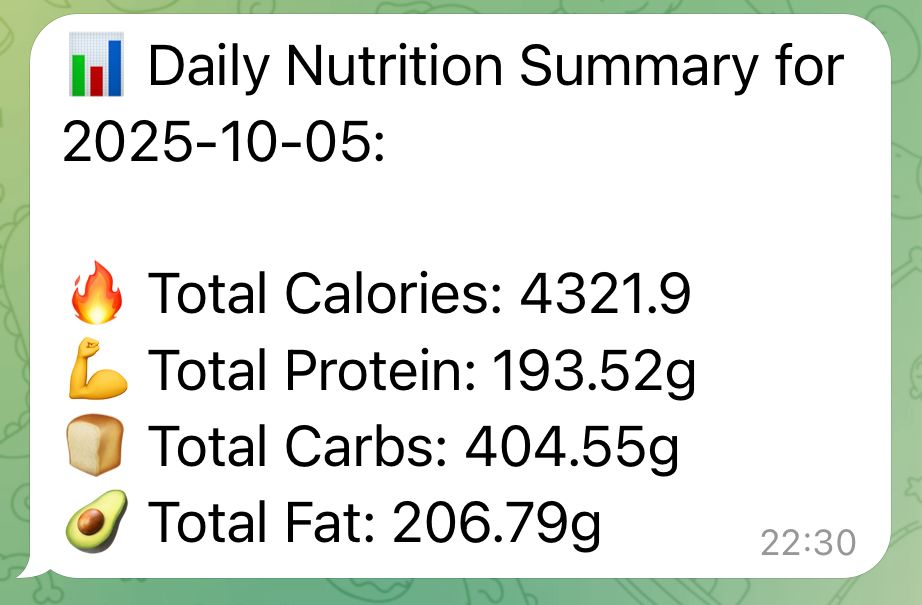 📊 Daily Nutrition Summary for
2025-10-05:
🔥 Total Calories: 4321.9
💪 Total Protein: 193.52g
🍞 Total Carbs: 404.55g
🥑 Total Fat: 206.79g
22:30